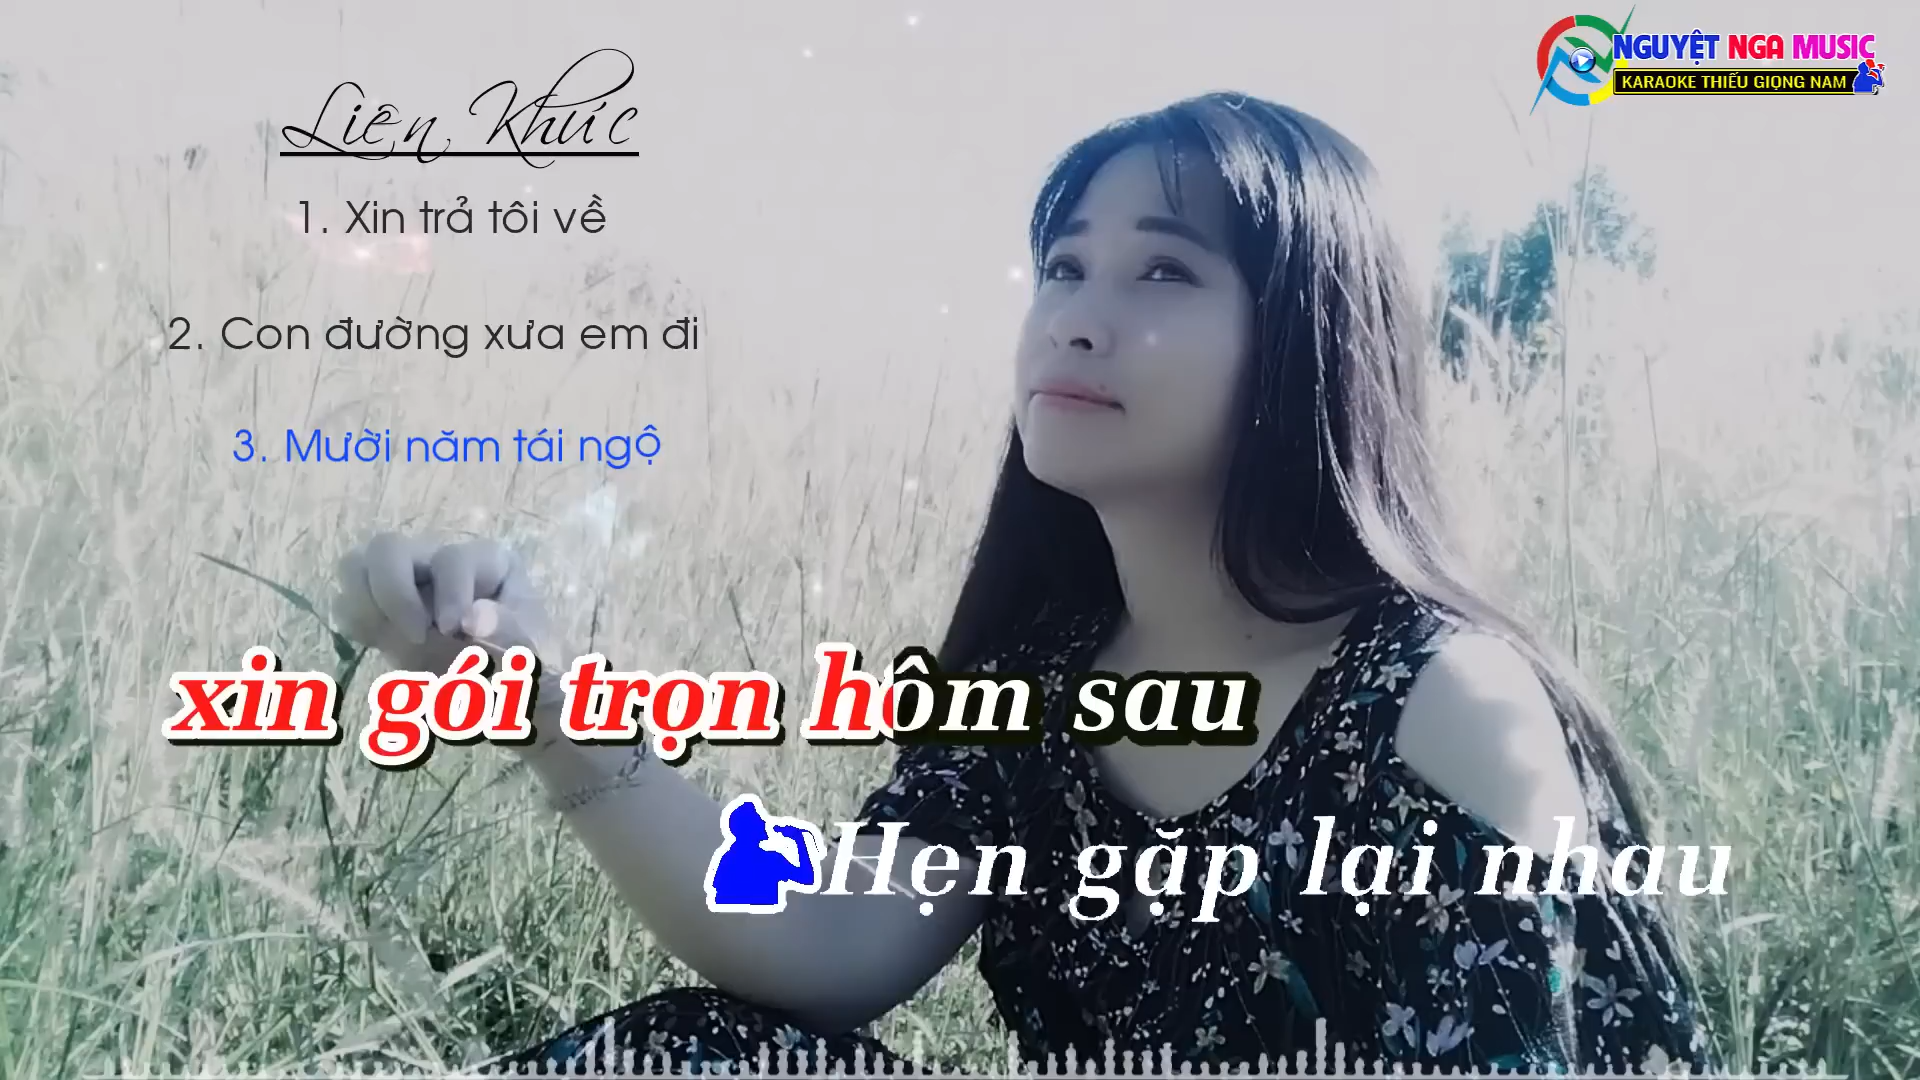 NGUYỆT NGA MUSIC
KARAOKE THIẾU GIỌNG NAM
Liên Khúc
1. Xin trả tôi về
2. Con đường xưa em đi
3. Mười năm tái ngộ
xin gói trọn hôm sau
Hẹn gặp lại nhau